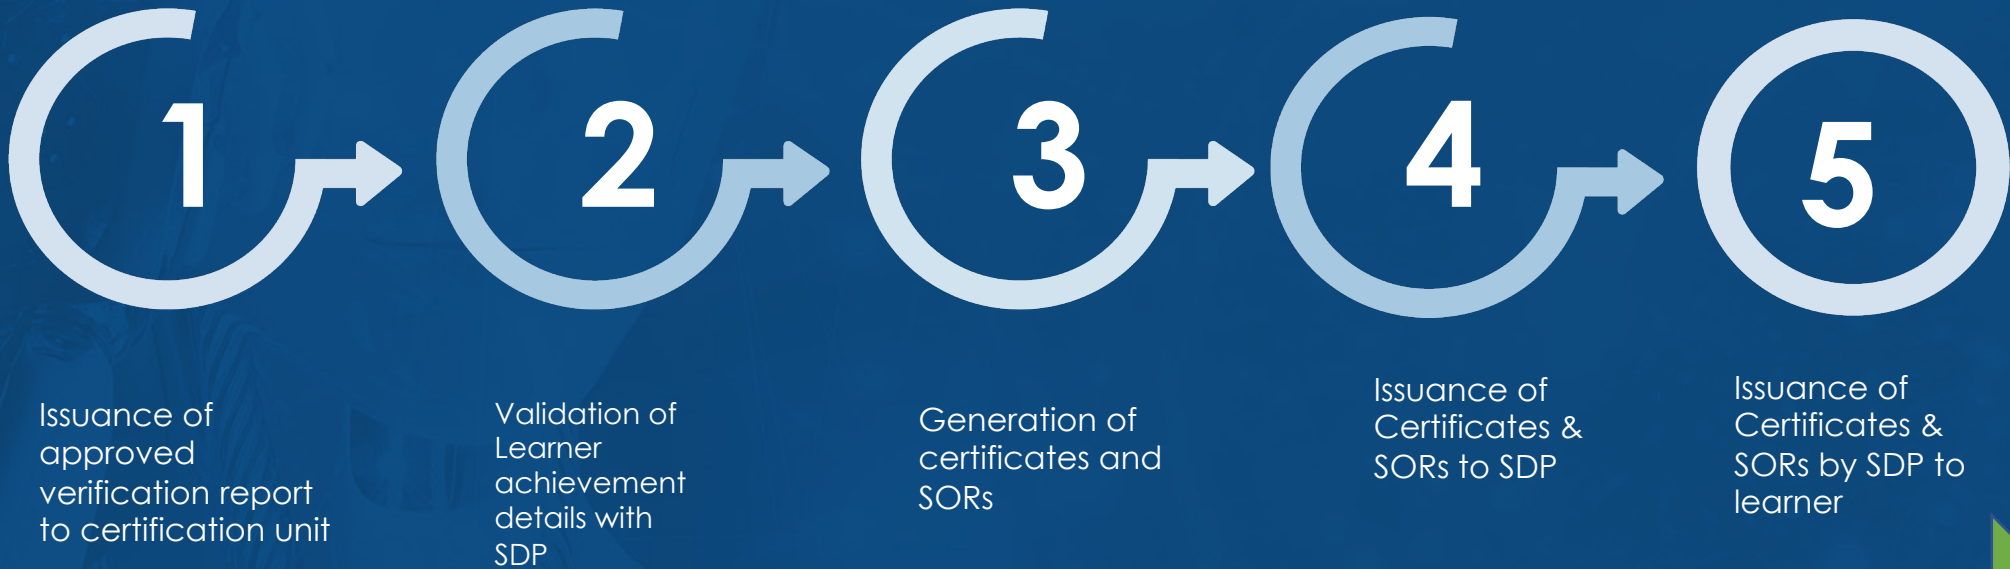 1
2
3
4
5
Issuance of
approved
verification report
to certification unit
Validation of
Learner
achievement
details with
SDP
Generation of
certificates and
SORs
Issuance of
Certificates &
SORs to SDP
Issuance of
Certificates &
SORs by SDP to
learner